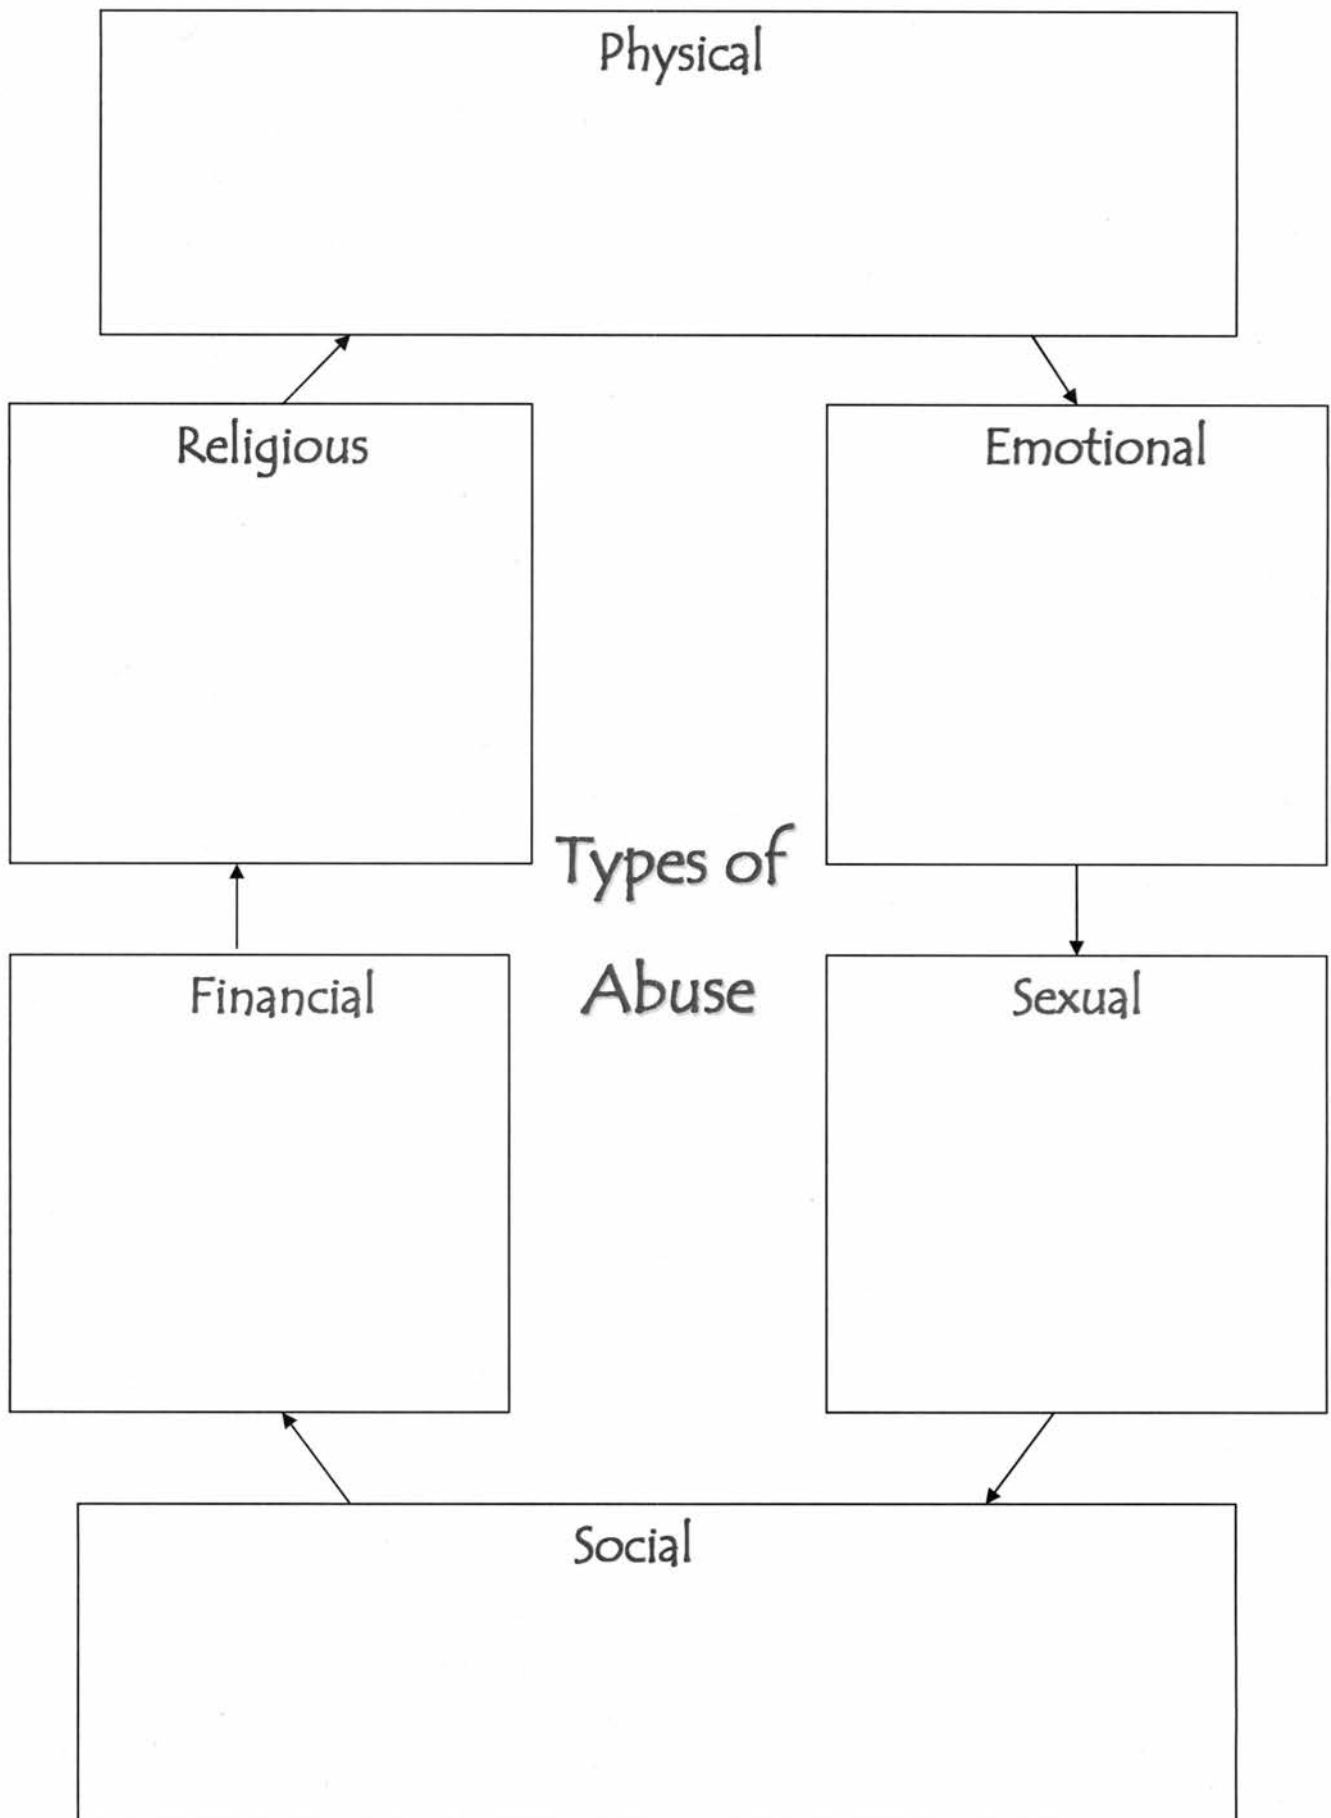 Physical
Religious
Emotional
Types of
Abuse
Financial
Sexual
Social